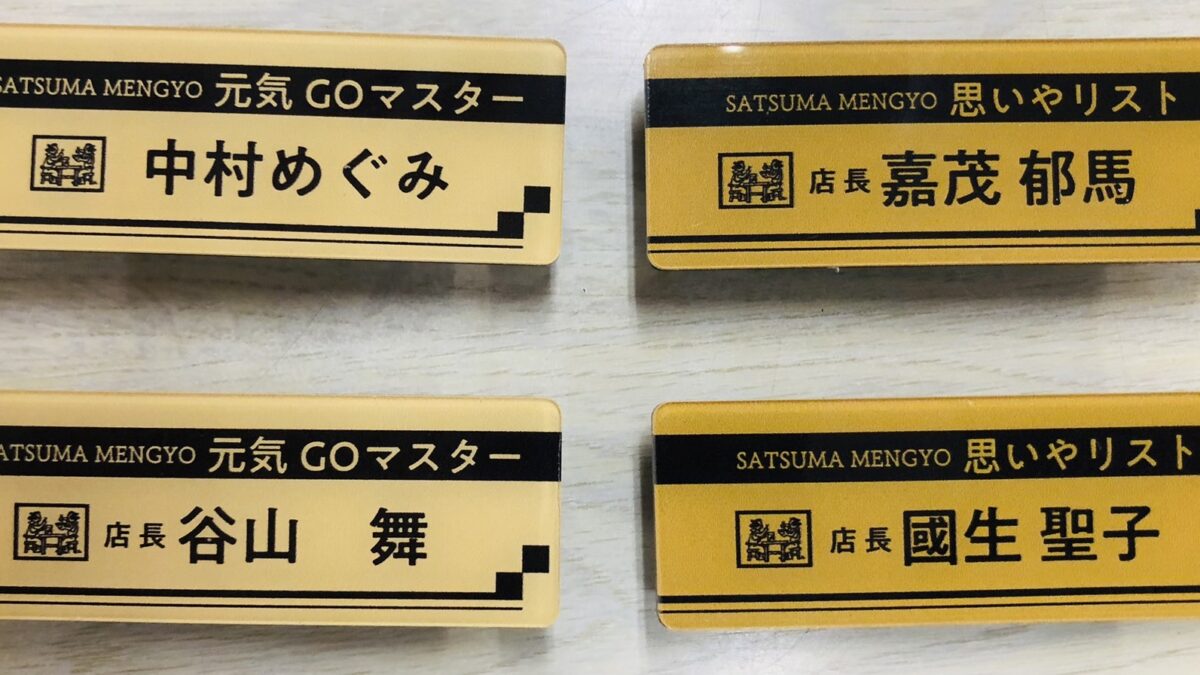 SATSUMA MENGYO 元気 GOマスター
中村めぐみ
SATSUMA MENGYO 思いやリスト
店長 嘉茂 郁馬
SATSUMA MENGYO 元気 GOマスター
店長 谷山 舞
SATSUMA MENGYO 思いやリスト
店長 國生 聖子